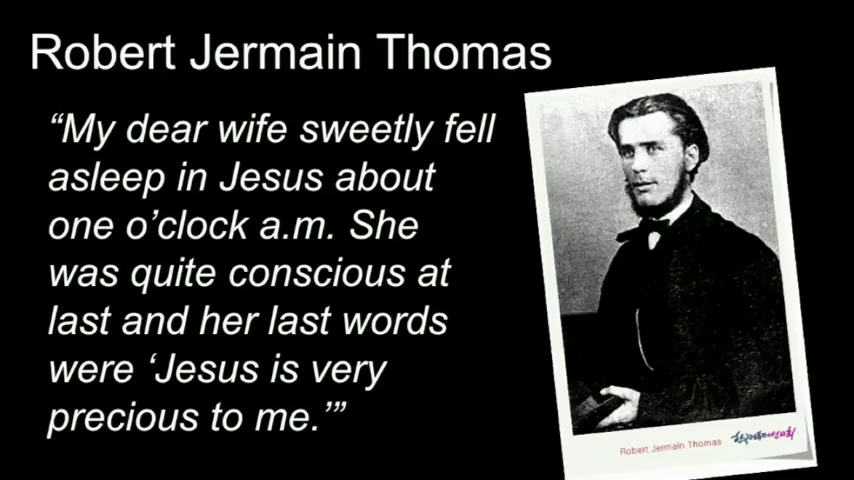 Robert Jermain Thomas
“My dear wife sweetly fell
asleep in Jesus about
one o’clock a.m. She
was quite conscious at
last and her last words
were ‘Jesus is very
precious to me.’”
Robert Jermain Thomas